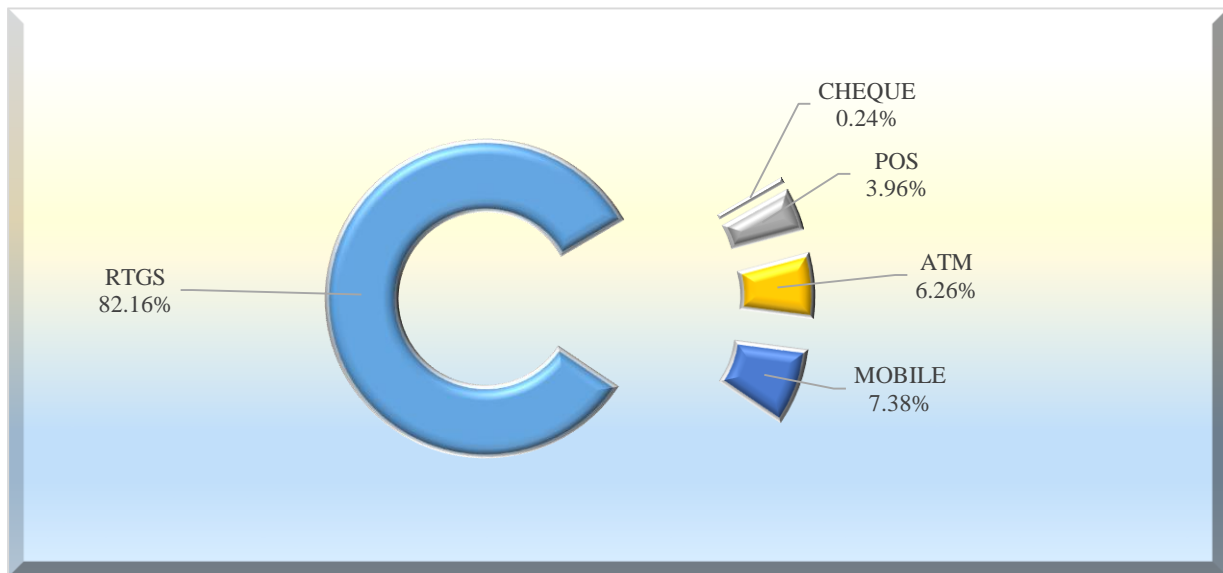 CHEQUE
0.24%
POS
3.96%
ATM
6.26%
RTGS
82.16%
MOBILE
7.38%